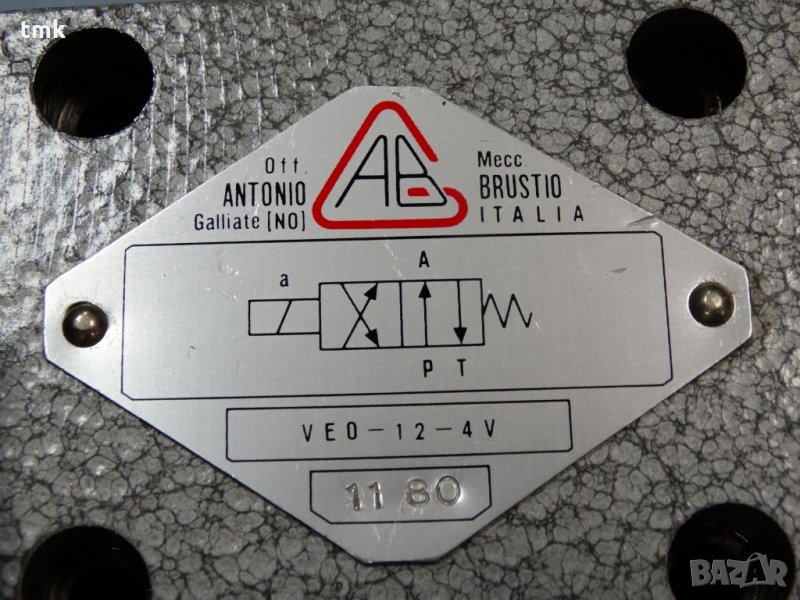 tmk
Off. Mecc.
ANTONIO BRUSTIO
Galliate [NO] ITALIA
AB
A
a
P T
VEO-12-4V
11 80
BAZAR